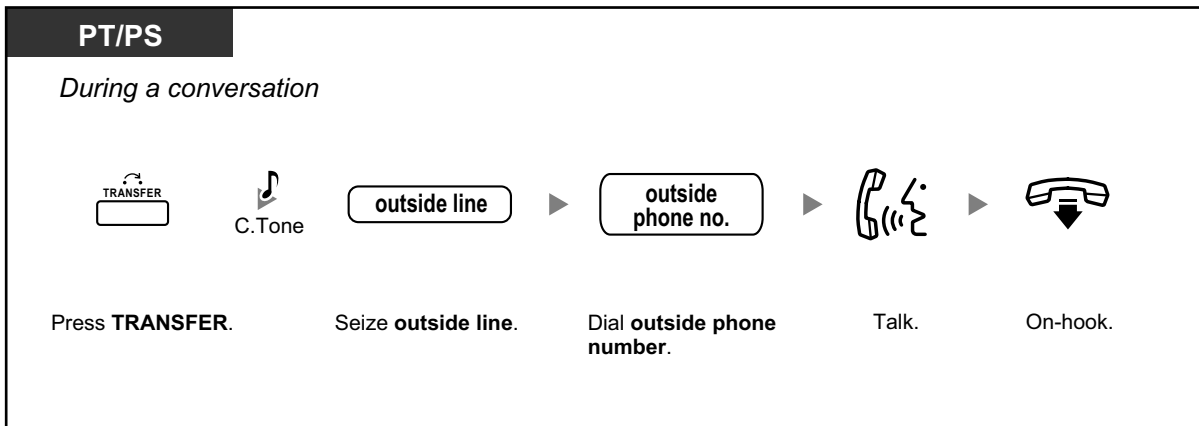 PT/PS
During a conversation
TRANSFER
C.Tone
outside line
outside
phone no.
Press TRANSFER.
Seize outside line.
Dial outside phone
number.
Talk.
On-hook.